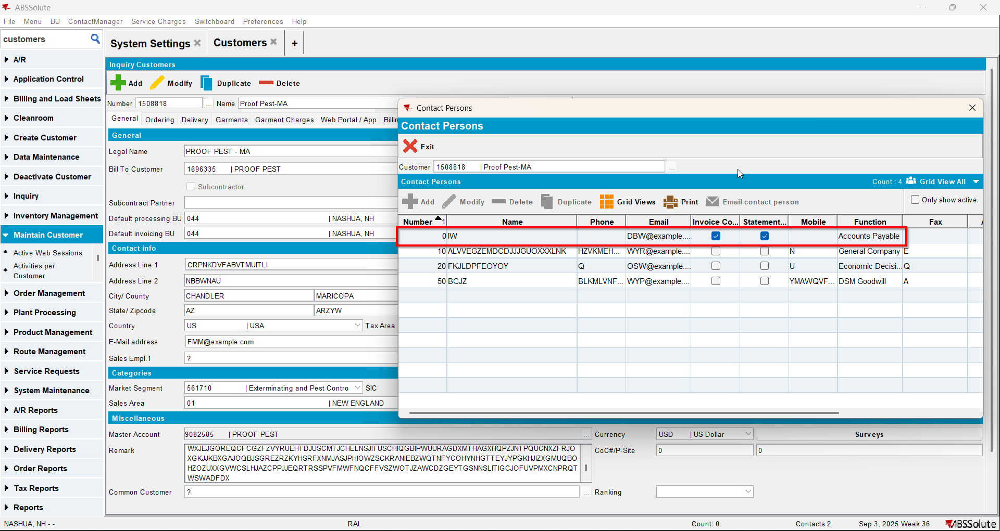 ABSSolute
File Menu BU ContactManager Service Charges Switchboard Preferences Help
customers
System Settings Customers +
A/R
Application Control
Billing and Load Sheets
Cleanroom
Create Customer
Data Maintenance
Deactivate Customer
Inquiry
Inventory Management
Maintain Customer
Active Web Sessions
Activities per
Customer
Order Management
Plant Processing
Product Management
Route Management
Service Requests
System Maintenance
A/R Reports
Billing Reports
Delivery Reports
Order Reports
Tax Reports
Reports
Inquiry Customers
Add Modify Duplicate Delete
Number 1508818 ... Name Proof Pest-MA
General Ordering Delivery Garments Garment Charges Web Portal / App
General
Legal Name PROOF PEST - MA
Bill To Customer 1696335 | PROOF PEST
Subcontractor
Subcontract Partner
Default processing BU 044 | NASHUA, NH
Default invoicing BU 044 | NASHUA, NH
Contact info
Address Line 1 CRPNKDVFABVTMUITLI
Address Line 2 NBBWNAU
City/ County CHANDLER MARICOPA
State/ Zipcode AZ ARZYW
Country US | USA Tax Area
E-Mail address FMM@example.com
Sales Empl.1 ?
Categories
Market Segment 561710 | Exterminating and Pest Contro SIC
Sales Area 01 | NEW ENGLAND
Miscellaneous
Master Account 9082585 | PROOF PEST ... Currency USD | US Dollar Surveys
Remark WXJEJGOREQCFCGZFZVYRUEHTDJUSCMTJCHELNSJITUSCHIQGBIPWUURAGDXMTHAGXHQPZJNTPQUCNXZFRJO
XGKJJKBXGAJOQBJSGREZRZKYHSRFXNMJASJPHIOWZSCKRANIEBZWQTNFYCOHYNHGTTEYJYPGKHJIZXGMUQBO
HZOZUXXGVWCSLHJAZCPPJJEQRTRSSPVFMWFNQCFFVSZWOTJZAWCDZGEYTGSNNSLITIGCJOFUVPMXCNPRQT
WSWADFDX
CoC#/P-Site 0 0
Common Customer ? ... Ranking
Contact Persons
Contact Persons
Exit
Customer 1508818 | Proof Pest-MA ...
Contact Persons Count : 4 Grid View All
Add Modify Delete Duplicate Grid Views Print Email contact person Only show active
Number 1 Name Phone Email Invoice Co... Statement... Mobile Function Fax
0 IW DBW@example.... Accounts Payable
10 ALVVEGZEMDCDJJJGUOXXXLNK HZVKMEH... WYR@example.... N General Company E
20 FKJLDPFEOYOY Q OSW@example.... U Economic Decisi... Q
50 BCJZ BLKMLVNF... WYP@example.... YMAWQVF... DSM Goodwill A
NASHUA, NH - - RAL Count: 0 Contacts 2 Sep 3, 2025 Week 36 ABSSolute